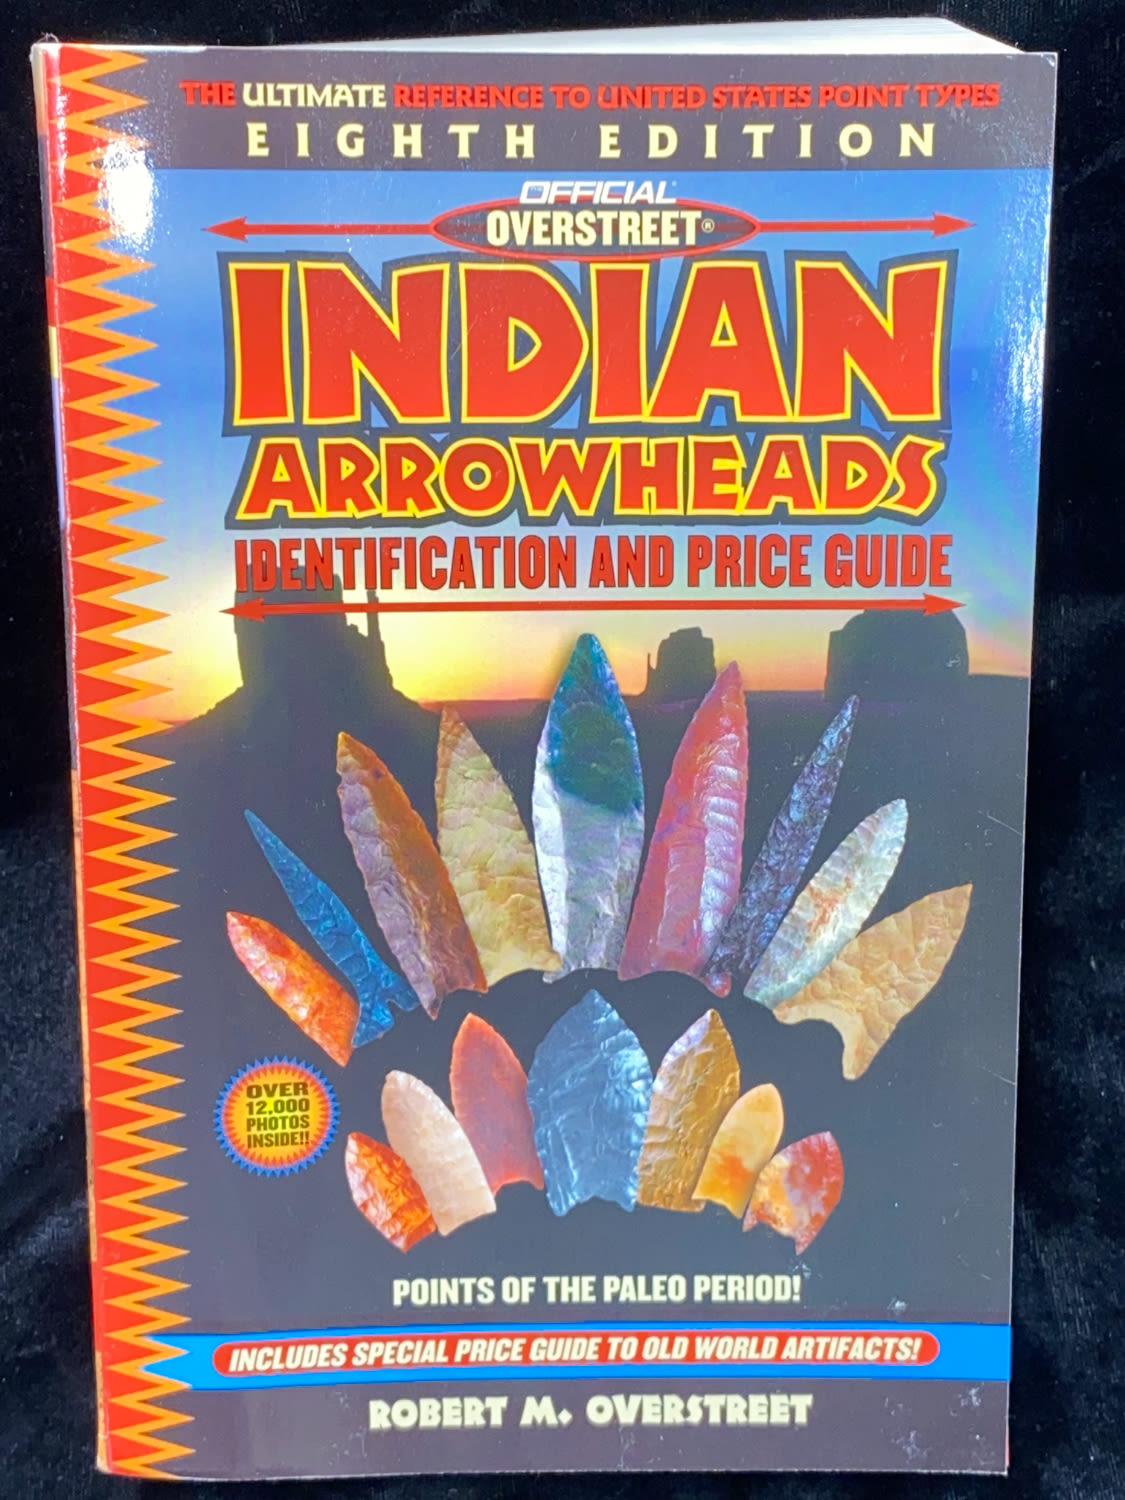 THE ULTIMATE REFERENCE TO UNITED STATES POINT TYPES
EIGHTH EDITION
THE OFFICIAL
OVERSTREET®
INDIAN
ARROWHEADS
IDENTIFICATION AND PRICE GUIDE
OVER
12,000
PHOTOS
INSIDE!!
POINTS OF THE PALEO PERIOD!
INCLUDES SPECIAL PRICE GUIDE TO OLD WORLD ARTIFACTS!
ROBERT M. OVERSTREET